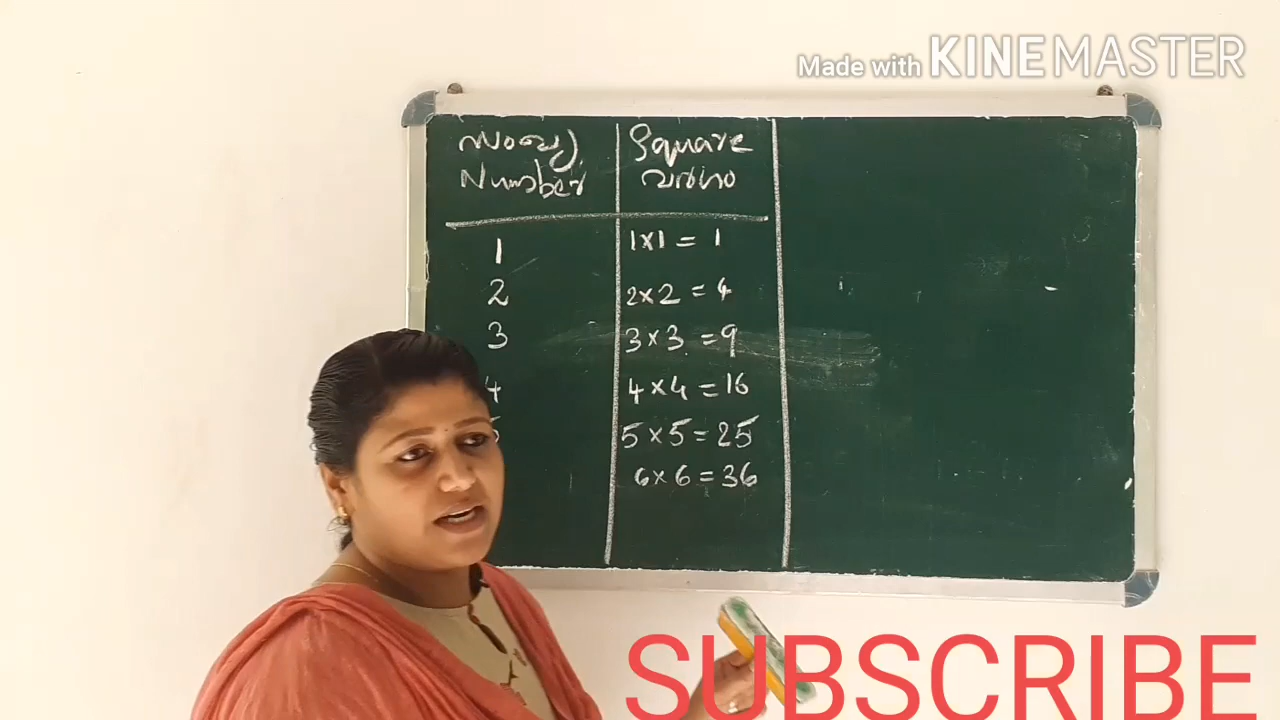 Made with KINEMASTER
സംഖ്യ
Number
Square
വർഗം
1
1x1 = 1
2
2x2 = 4
3
3x3 = 9
4
4x4 = 16
5x5 = 25
6x6 = 36
SUBSCRIBE